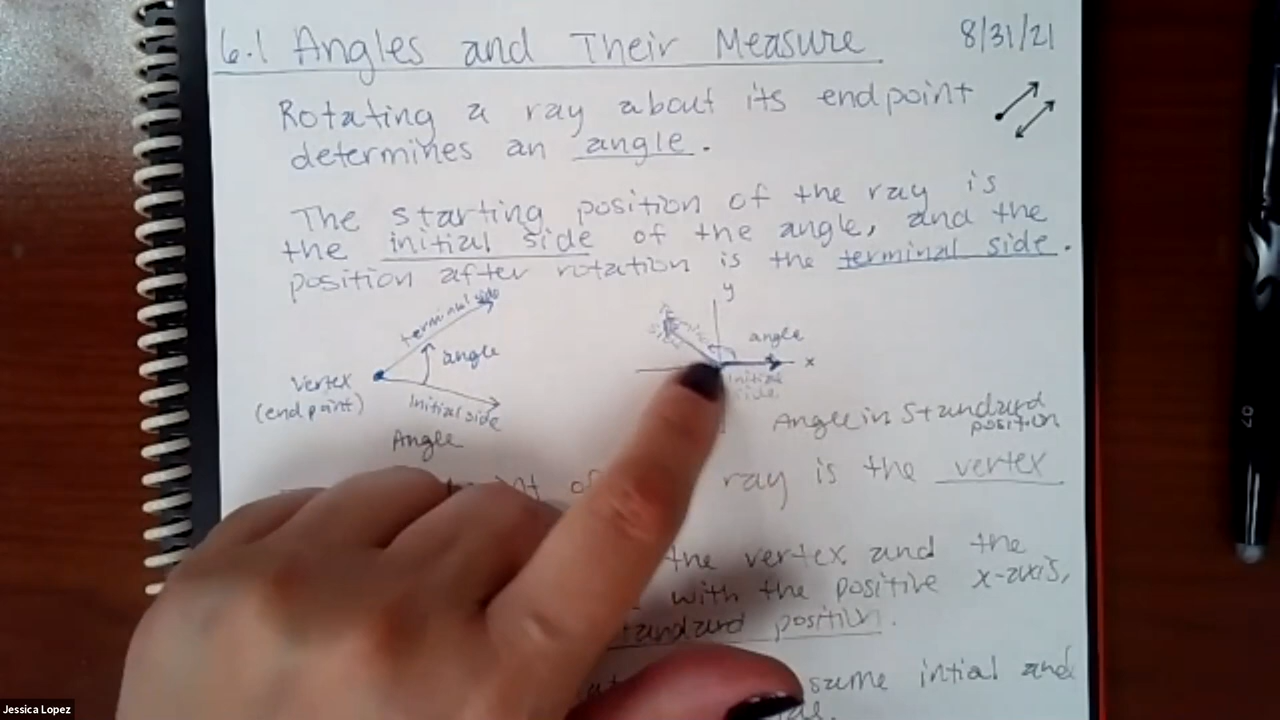 6.1 Angles and Their Measure 8/31/21
Rotating a ray about its endpoint
determines an angle.
The starting position of the ray is
the initial side of the angle, and the
position after rotation is the terminal side.
terminal side
angle
Vertex
(endpoint)
Initial side
Angle
y
angle
x
Initial
side
Angle in Standard
position
ray is the vertex
the vertex and the
with the positive x-axis,
standard position.
same intial and
Jessica Lopez